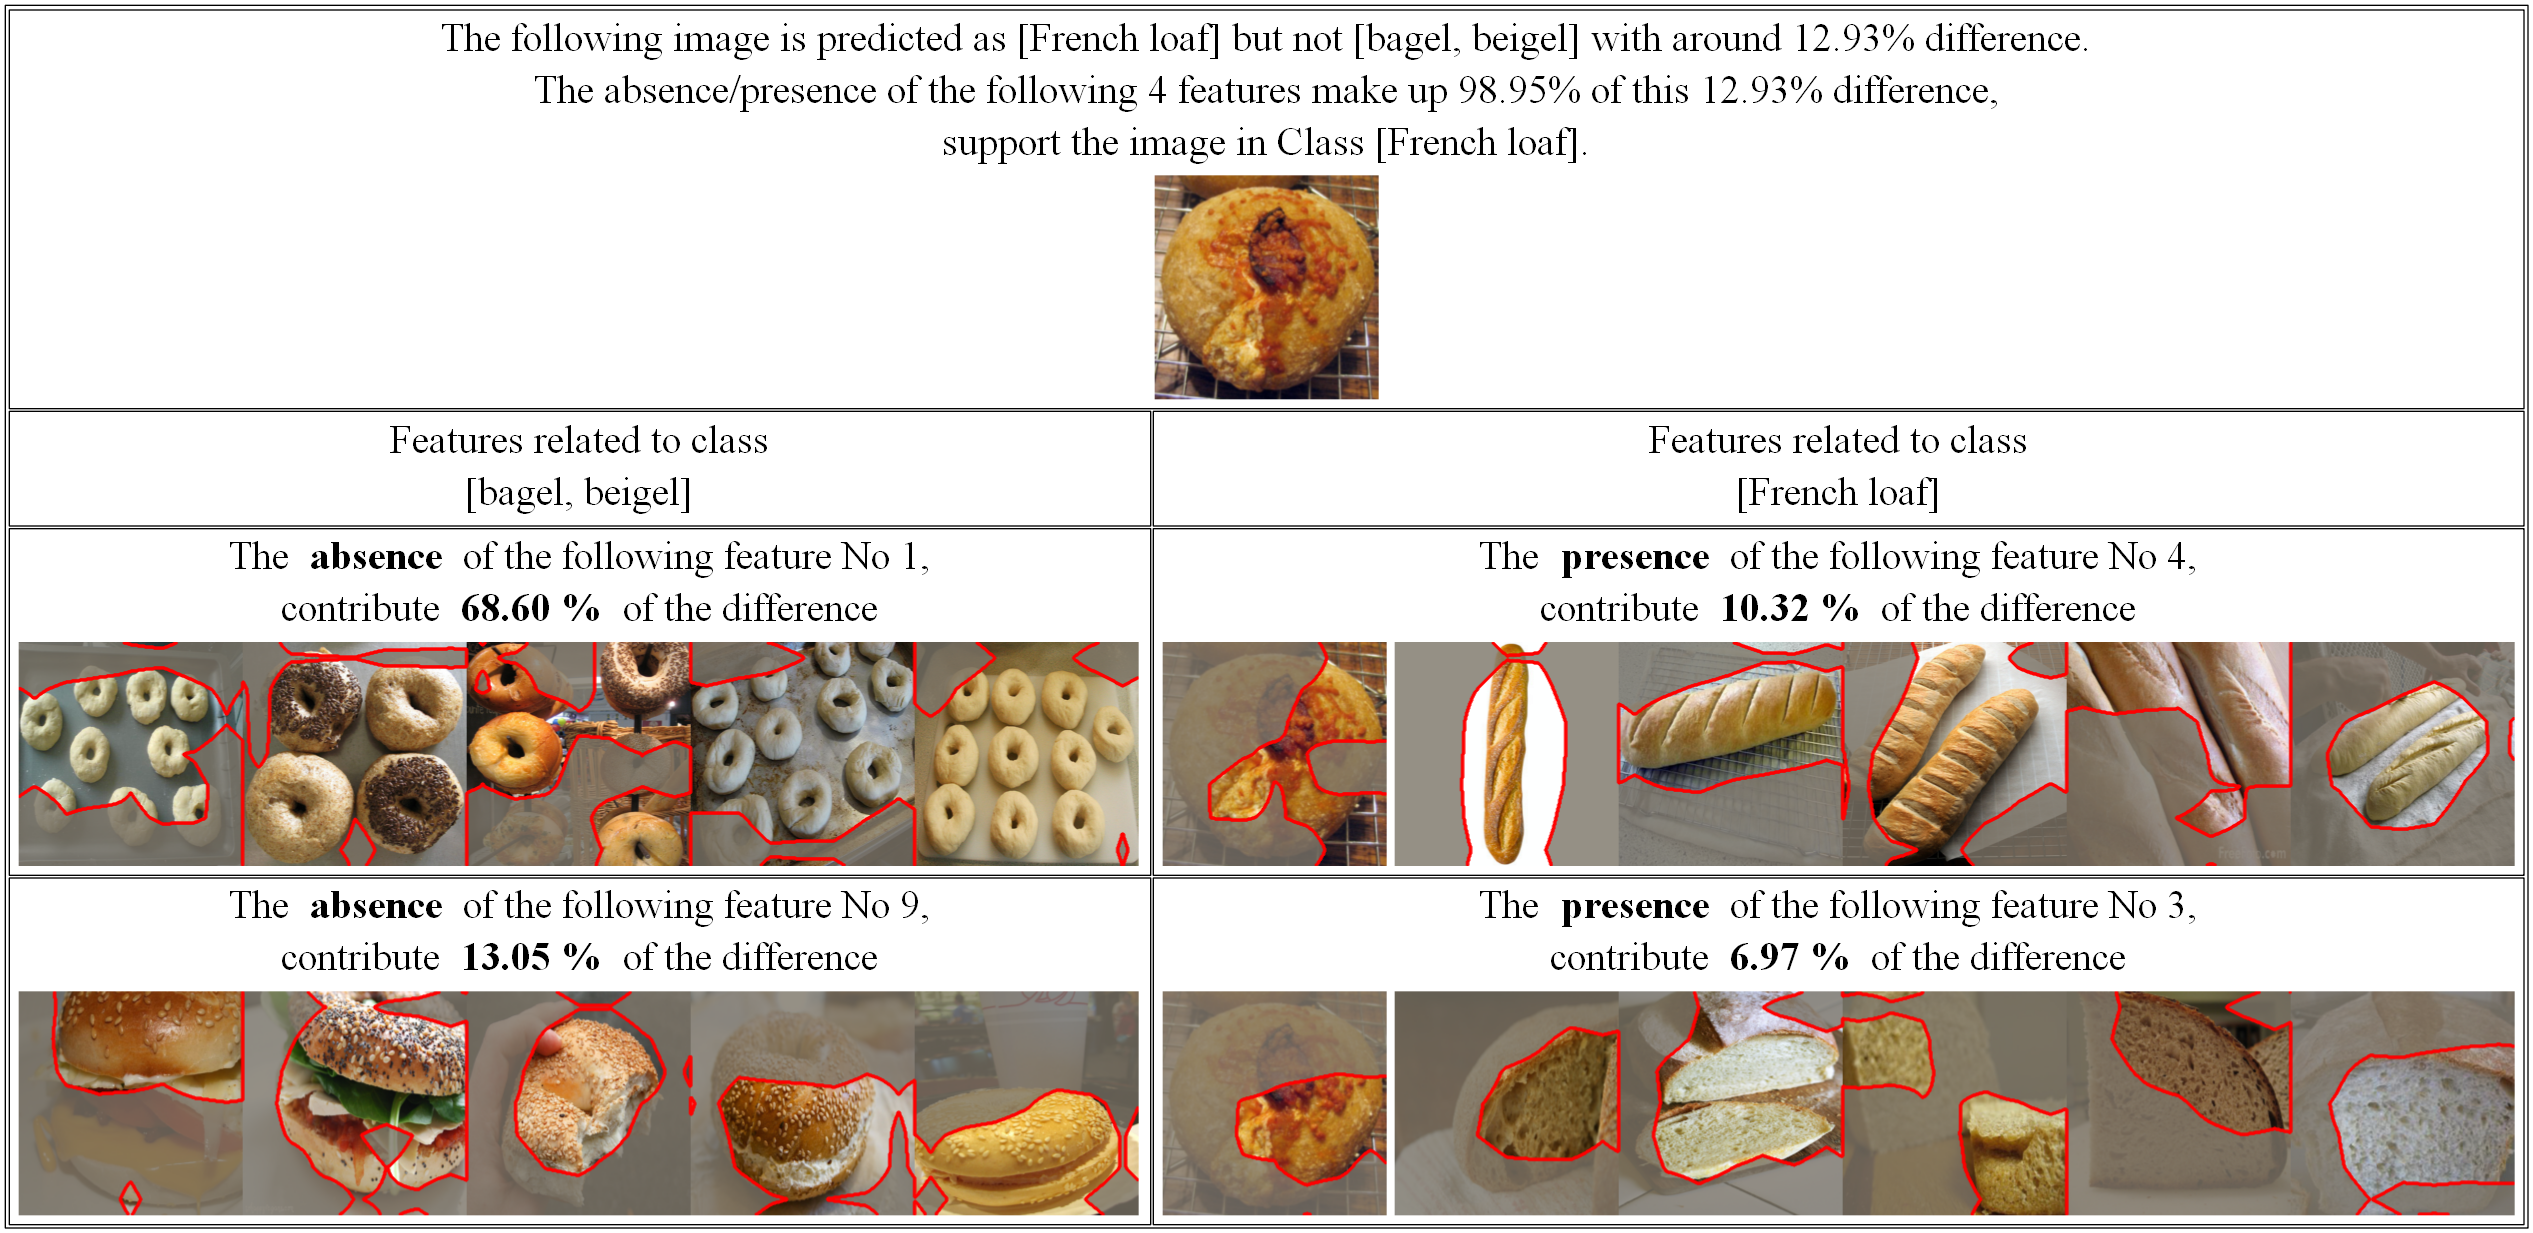 The following image is predicted as [French loaf] but not [bagel, beigel] with around 12.93% difference.
The absence/presence of the following 4 features make up 98.95% of this 12.93% difference,
support the image in Class [French loaf].
Features related to class
[bagel, beigel]
Features related to class
[French loaf]
The absence of the following feature No 1,
contribute 68.60 % of the difference
The presence of the following feature No 4,
contribute 10.32 % of the difference
The absence of the following feature No 9,
contribute 13.05 % of the difference
The presence of the following feature No 3,
contribute 6.97 % of the difference